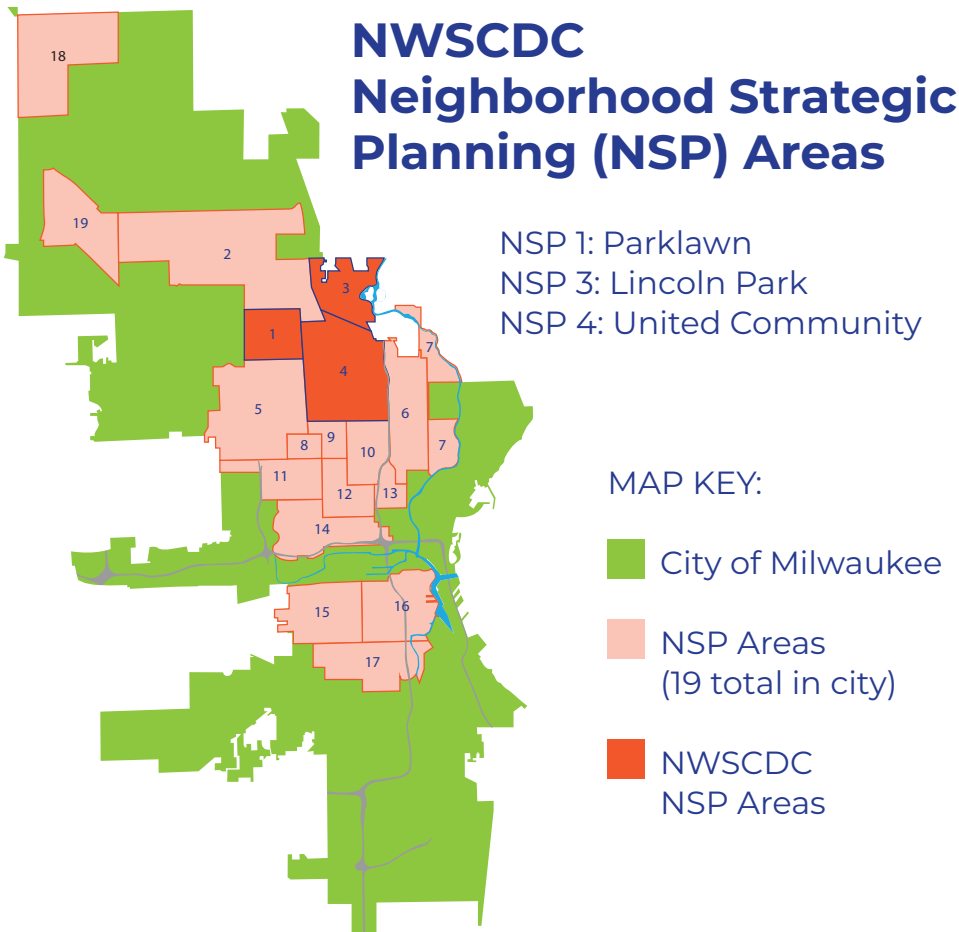 NWSCDC
Neighborhood Strategic
Planning (NSP) Areas
NSP 1: Parklawn
NSP 3: Lincoln Park
NSP 4: United Community
18
19
2
3
1
7
4
5
6
9
8
10
7
11
12
13
14
15
16
17
MAP KEY:
City of Milwaukee
NSP Areas
(19 total in city)
NWSCDC
NSP Areas